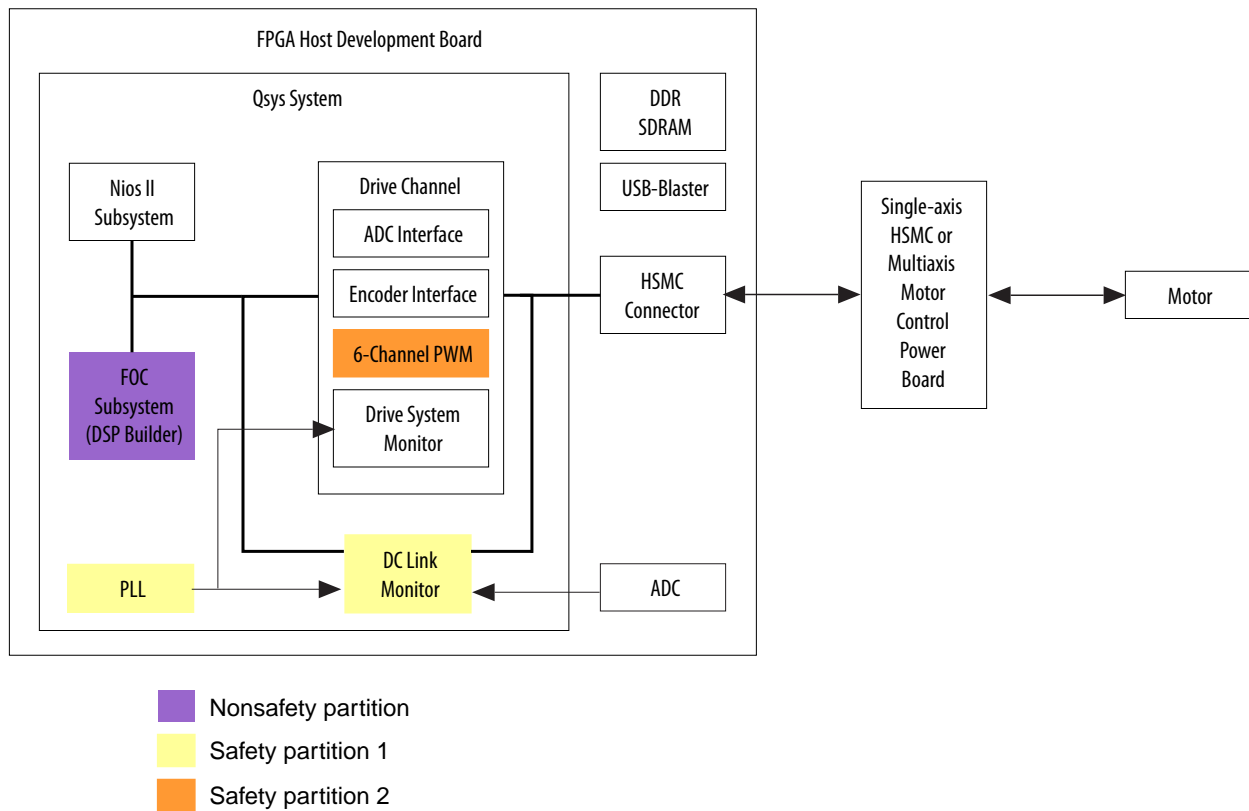 FPGA Host Development Board
Qsys System
DDR
SDRAM
Nios II
Subsystem
Drive Channel
USB-Blaster
ADC Interface
Single-axis
HSMC or
Multiaxis
Motor
Control
Power
Board
Encoder Interface
HSMC
Connector
Motor
6-Channel PWM
FOC
Subsystem
(DSP Builder)
Drive System
Monitor
PLL
DC Link
Monitor
ADC
Nonsafety partition
Safety partition 1
Safety partition 2